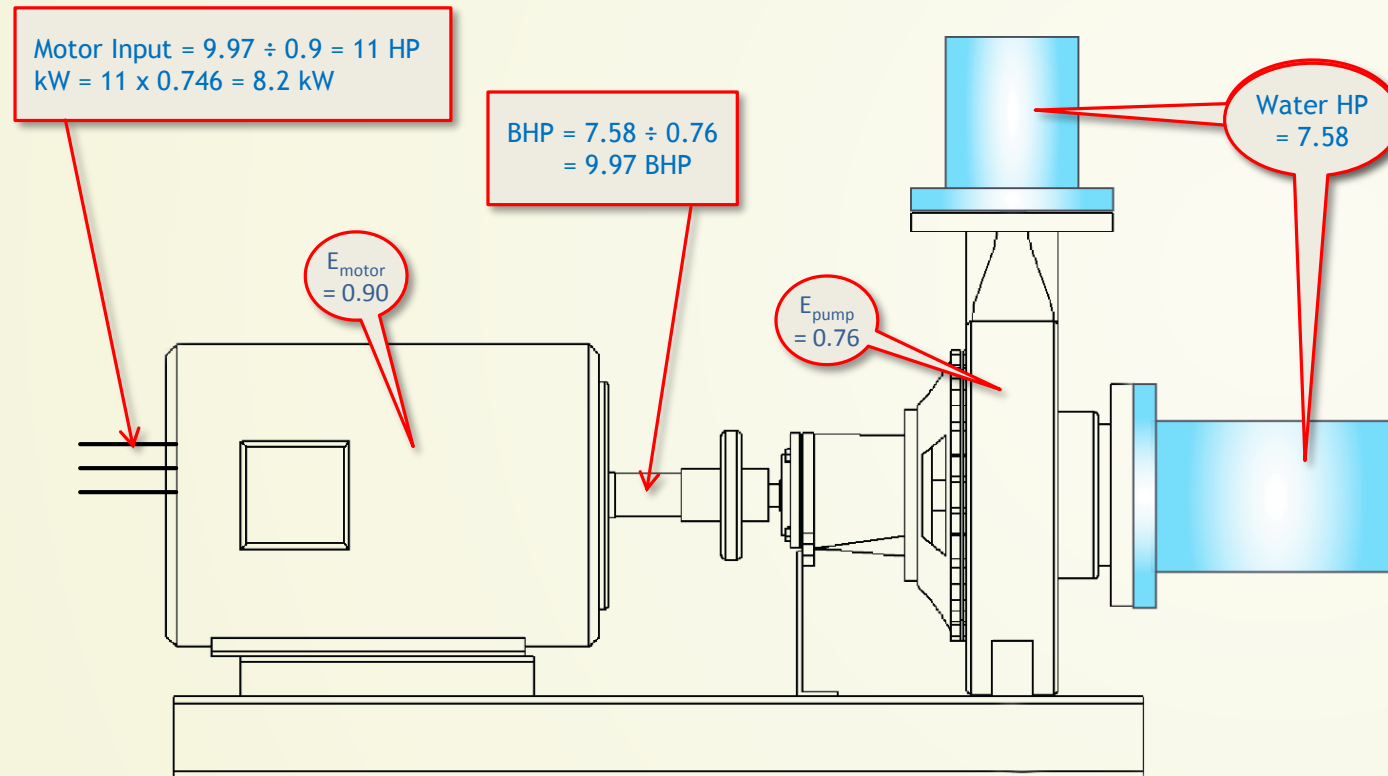 Motor Input = 9.97 ÷ 0.9 = 11 HP
kW = 11 x 0.746 = 8.2 kW
BHP = 7.58 ÷ 0.76
= 9.97 BHP
Water HP
= 7.58
Emotor
= 0.90
Epump
= 0.76